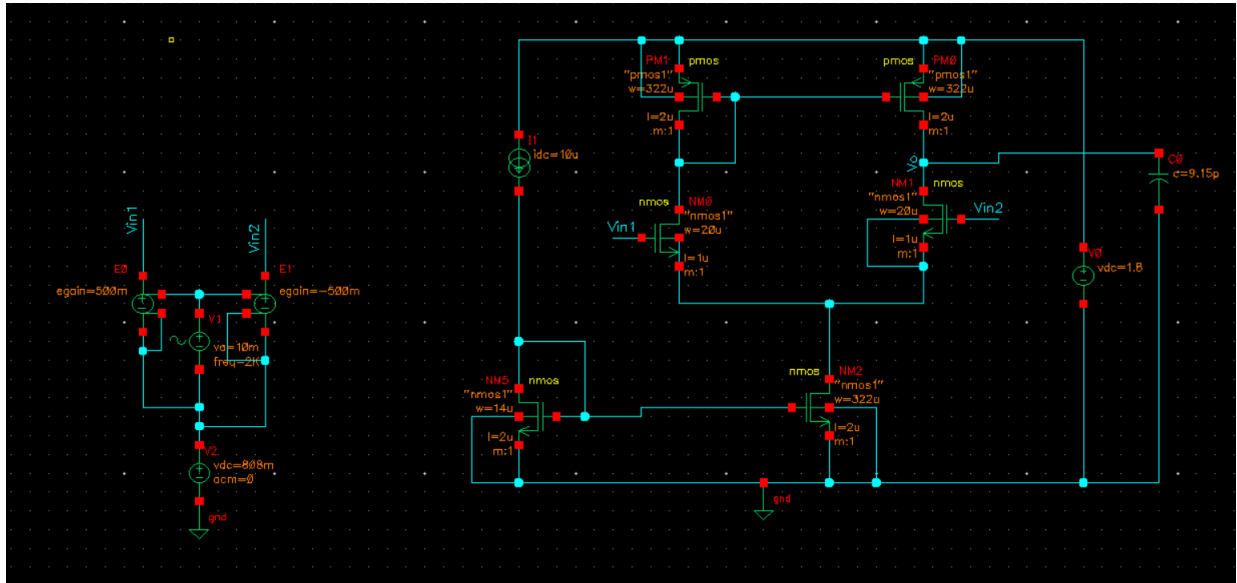 PM1 pmos
"pmos1"
w=322u
l=2u
m:1
pmos PM0
"pmos1"
w=322u
l=2u
m:1
I1
idc=10u
Vo
C0
c=9.15p
nmos NM0
"nmos1"
w=20u
l=1u
m:1
Vin1
NM1 nmos
"nmos1"
w=20u
l=1u
m:1
Vin2
V0
vdc=1.8
Vin1
Vin2
E0
egain=500m
E1
egain=-500m
V1
va=10m
freq=2K
V2
vdc=808m
acm=0
gnd
NM5 nmos
"nmos1"
w=14u
l=2u
m:1
nmos NM2
"nmos1"
w=322u
l=2u
m:1
gnd